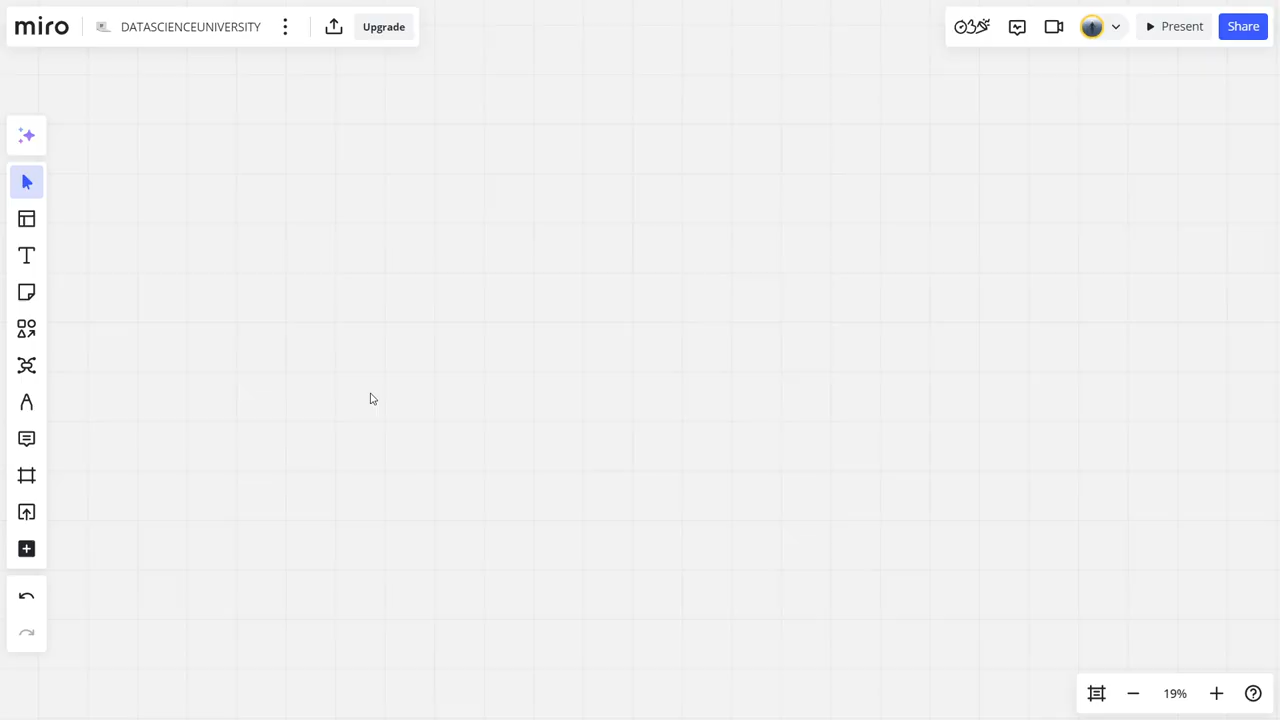 miro
DATASCIENCEUNIVERSITY
Upgrade
Present
Share
19%